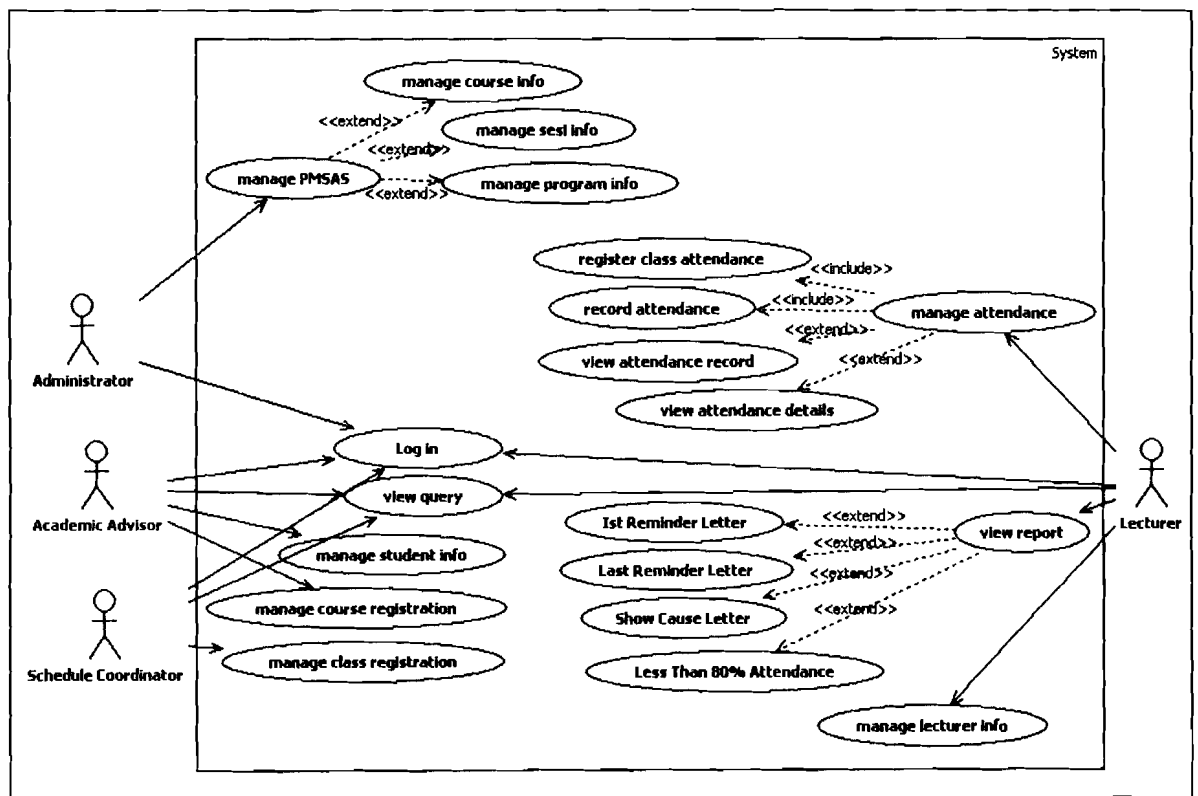 System
manage course info
<<extend>>
manage sesi info
<<extend>>
manage PMSAS
manage program info
<<extend>>
register class attendance
<<include>>
record attendance
<<include>>
manage attendance
<<extend>>
view attendance record
<<extend>>
view attendance details
Administrator
Log in
view query
Academic Advisor
Lecturer
Ist Reminder Letter
<<extend>>
view report
manage student info
<<extend>>
Last Reminder Letter
<<extend>>
manage course registration
Show Cause Letter
<<extend>>
manage class registration
Less Than 80% Attendance
Schedule Coordinator
manage lecturer info